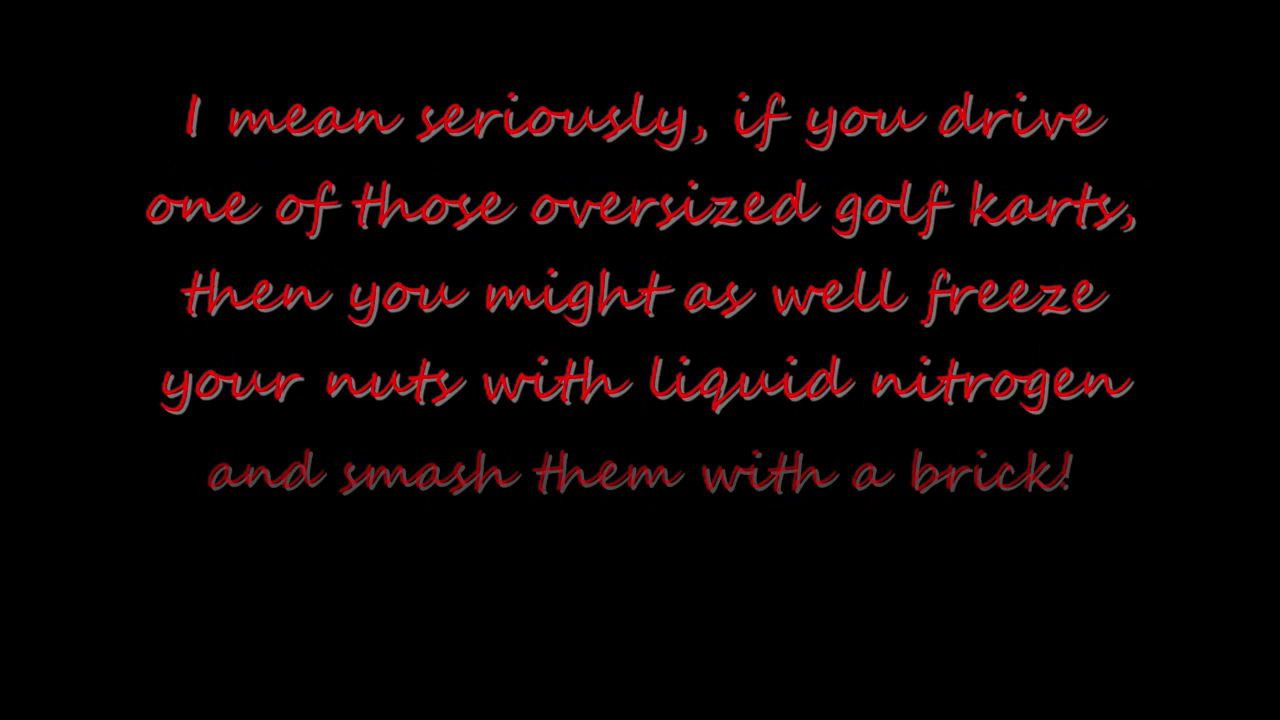 I mean seriously, if you drive
one of those oversized golf karts,
then you might as well freeze
your nuts with liquid nitrogen
and smash them with a brick!